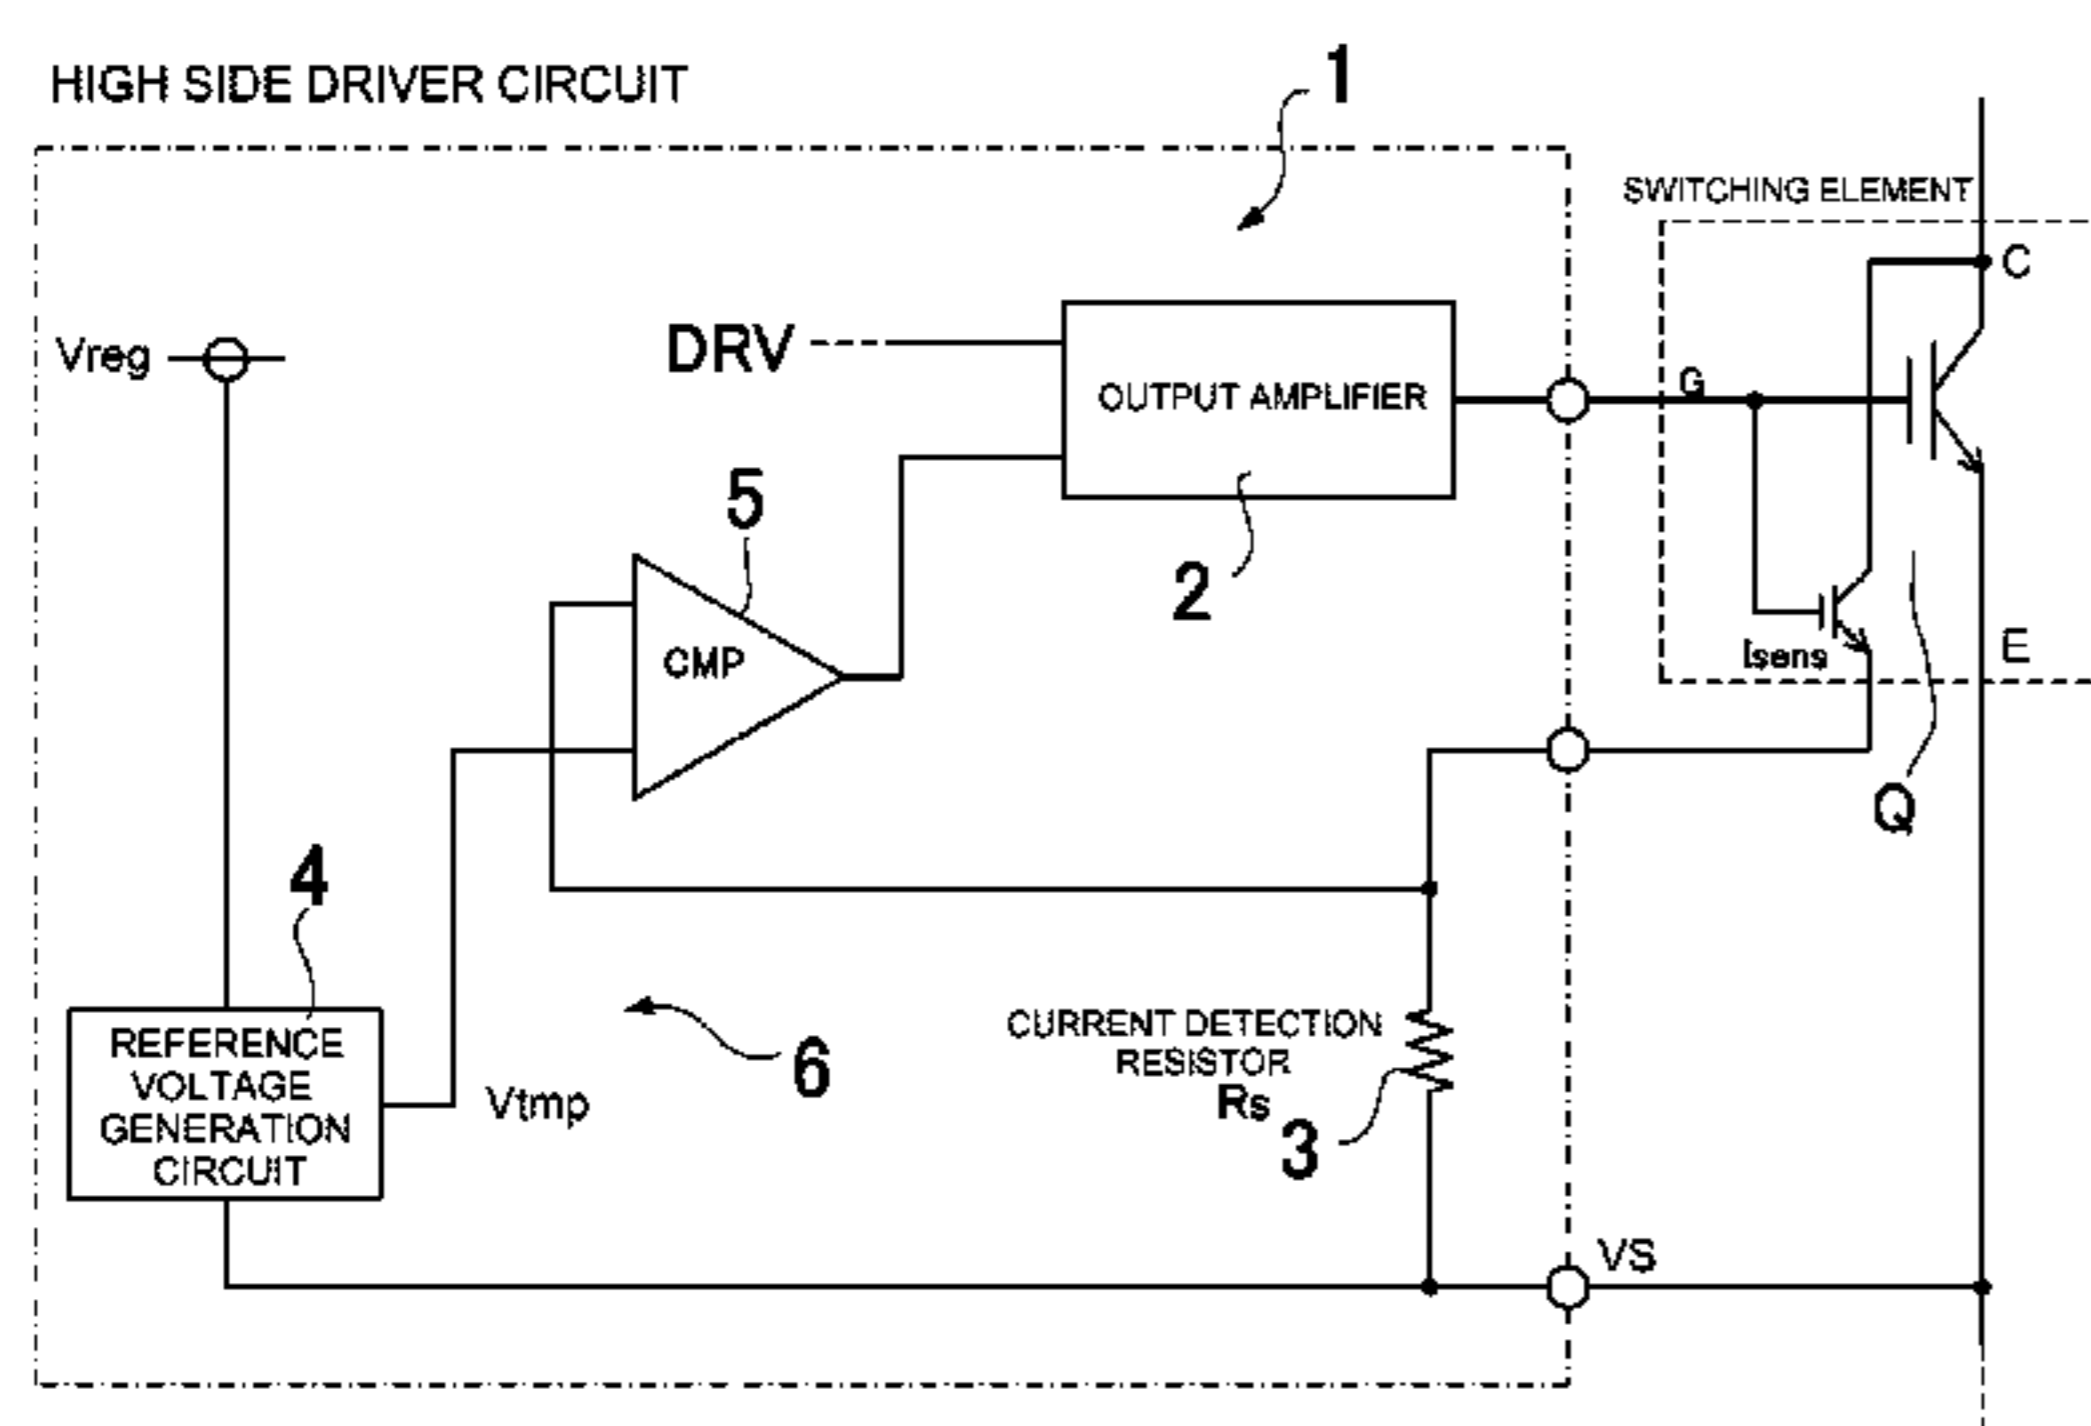 HIGH SIDE DRIVER CIRCUIT
1
SWITCHING ELEMENT
C
Vreg
DRV
OUTPUT AMPLIFIER
G
5
2
CMP
Isens
E
Q
4
REFERENCE
VOLTAGE
GENERATION
CIRCUIT
Vtmp
6
CURRENT DETECTION
RESISTOR
Rs
3
VS